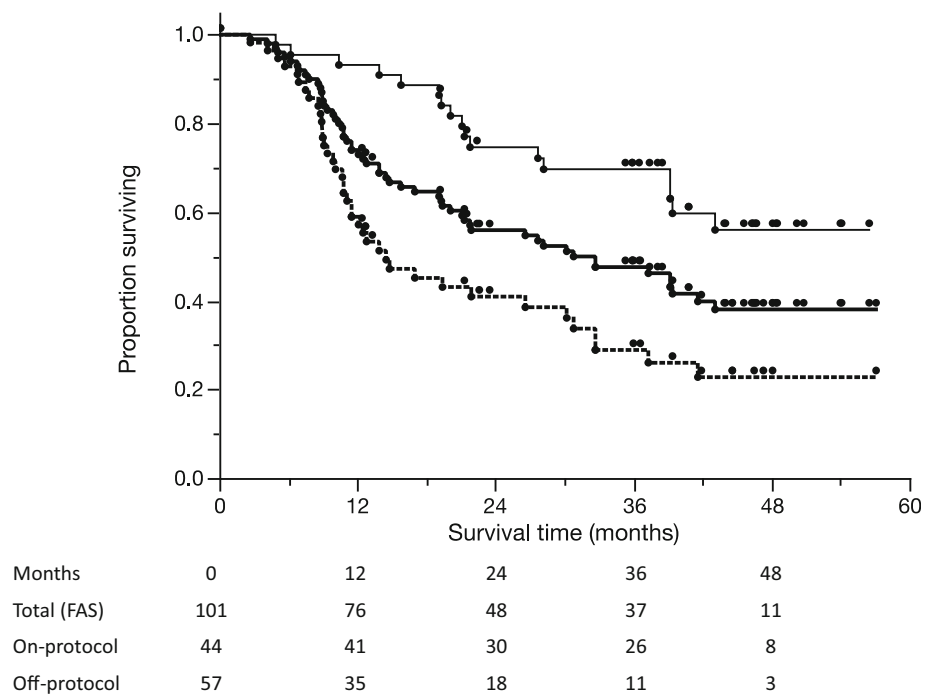 1.0
0.8
0.6
0.4
0.2
0.0
Proportion surviving
0 12 24 36 48 60
Survival time (months)
Months 0 12 24 36 48
Total (FAS) 101 76 48 37 11
On-protocol 44 41 30 26 8
Off-protocol 57 35 18 11 3